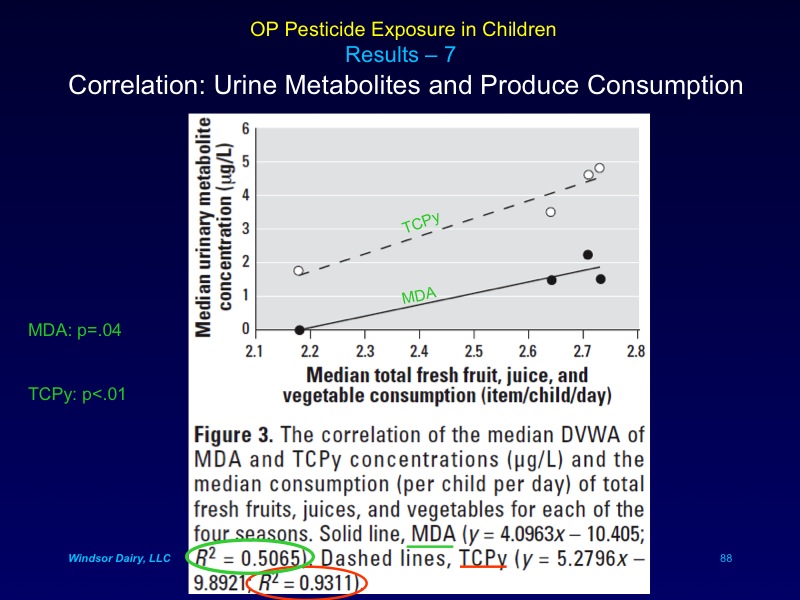 OP Pesticide Exposure in Children
Results – 7
Correlation: Urine Metabolites and Produce Consumption
Median urinary metabolite
concentration (µg/L)
6
5
4
3
2
1
0
TCPy
MDA
2.1 2.2 2.3 2.4 2.5 2.6 2.7 2.8
Median total fresh fruit, juice, and
vegetable consumption (item/child/day)
MDA: p=.04
TCPy: p<.01
Figure 3. The correlation of the median DVWA of
MDA and TCPy concentrations (µg/L) and the
median consumption (per child per day) of total
fresh fruits, juices, and vegetables for each of the
four seasons. Solid line, MDA (y = 4.0963x – 10.405;
R² = 0.5065). Dashed lines, TCPy (y = 5.2796x –
9.8921; R² = 0.9311).
Windsor Dairy, LLC
88